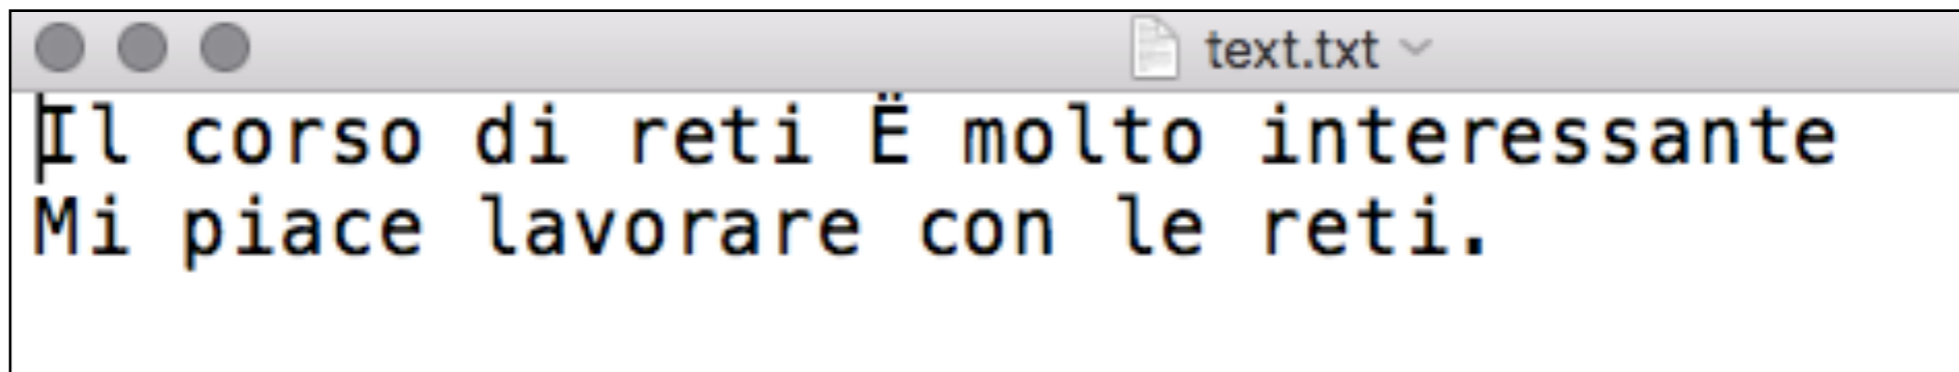 text.txt
Il corso di reti Ë molto interessante
Mi piace lavorare con le reti.